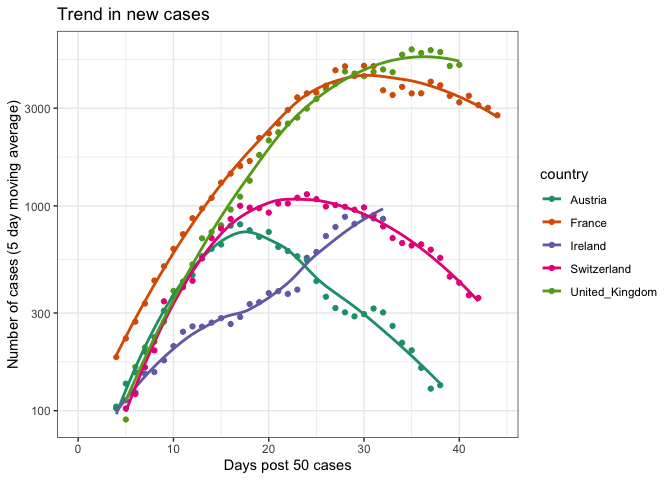 Trend in new cases
Number of cases (5 day moving average)
3000
1000
300
100
0
10
20
30
40
Days post 50 cases
country
Austria
France
Ireland
Switzerland
United_Kingdom